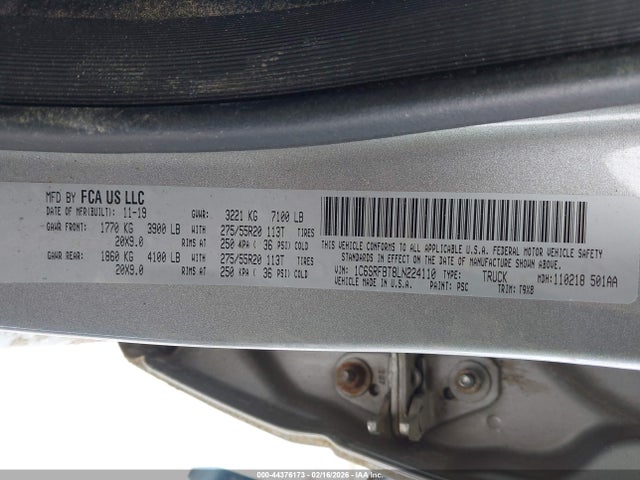 MFD BY FCA US LLC
DATE OF MFR(BUILT): 11-19 GVWR: 3221 KG 7100 LB
GAWR FRONT: 1770 KG 3900 LB WITH 275/55R20 113T TIRES
20X9.0 RIMS AT 250 KPA ( 36 PSI) COLD
GAWR REAR: 1860 KG 4100 LB WITH 275/55R20 113T TIRES
20X9.0 RIMS AT 250 KPA ( 36 PSI) COLD
THIS VEHICLE CONFORMS TO ALL APPLICABLE U.S.A. FEDERAL MOTOR VEHICLE SAFETY
STANDARDS IN EFFECT ON THE DATE OF MANUFACTURE SHOWN ABOVE.
VIN: 1C6SRFBT8LN224110 TYPE: TRUCK MDH: 110218 501AA
VEHICLE MADE IN U.S.A. PAINT: PSC TRIM: T9X8
000-44376173 - 02/16/2026 - IAAI.COM